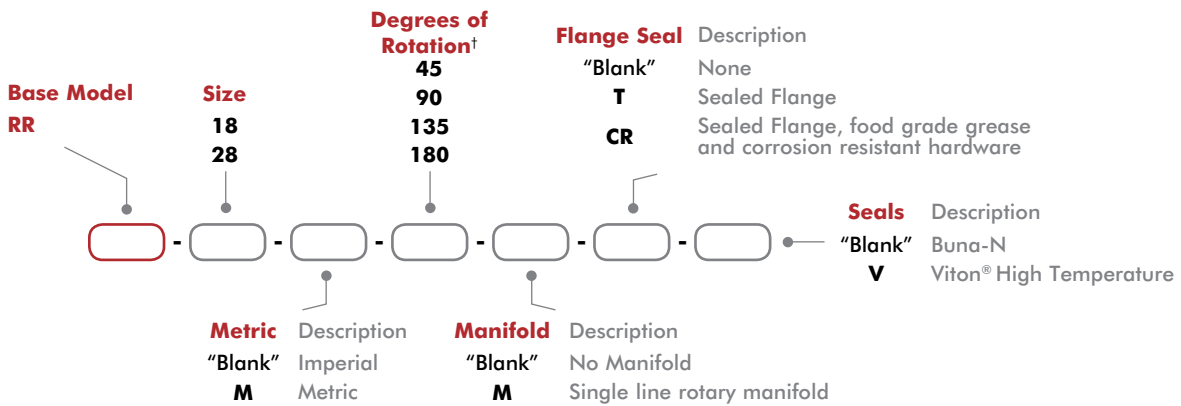 Base Model
RR
Size
18
28
Degrees of
Rotation†
45
90
135
180
Flange Seal Description
"Blank" None
T Sealed Flange
CR Sealed Flange, food grade grease
and corrosion resistant hardware
- - - - - -
Seals Description
"Blank" Buna-N
V Viton® High Temperature
Metric Description
"Blank" Imperial
M Metric
Manifold Description
"Blank" No Manifold
M Single line rotary manifold